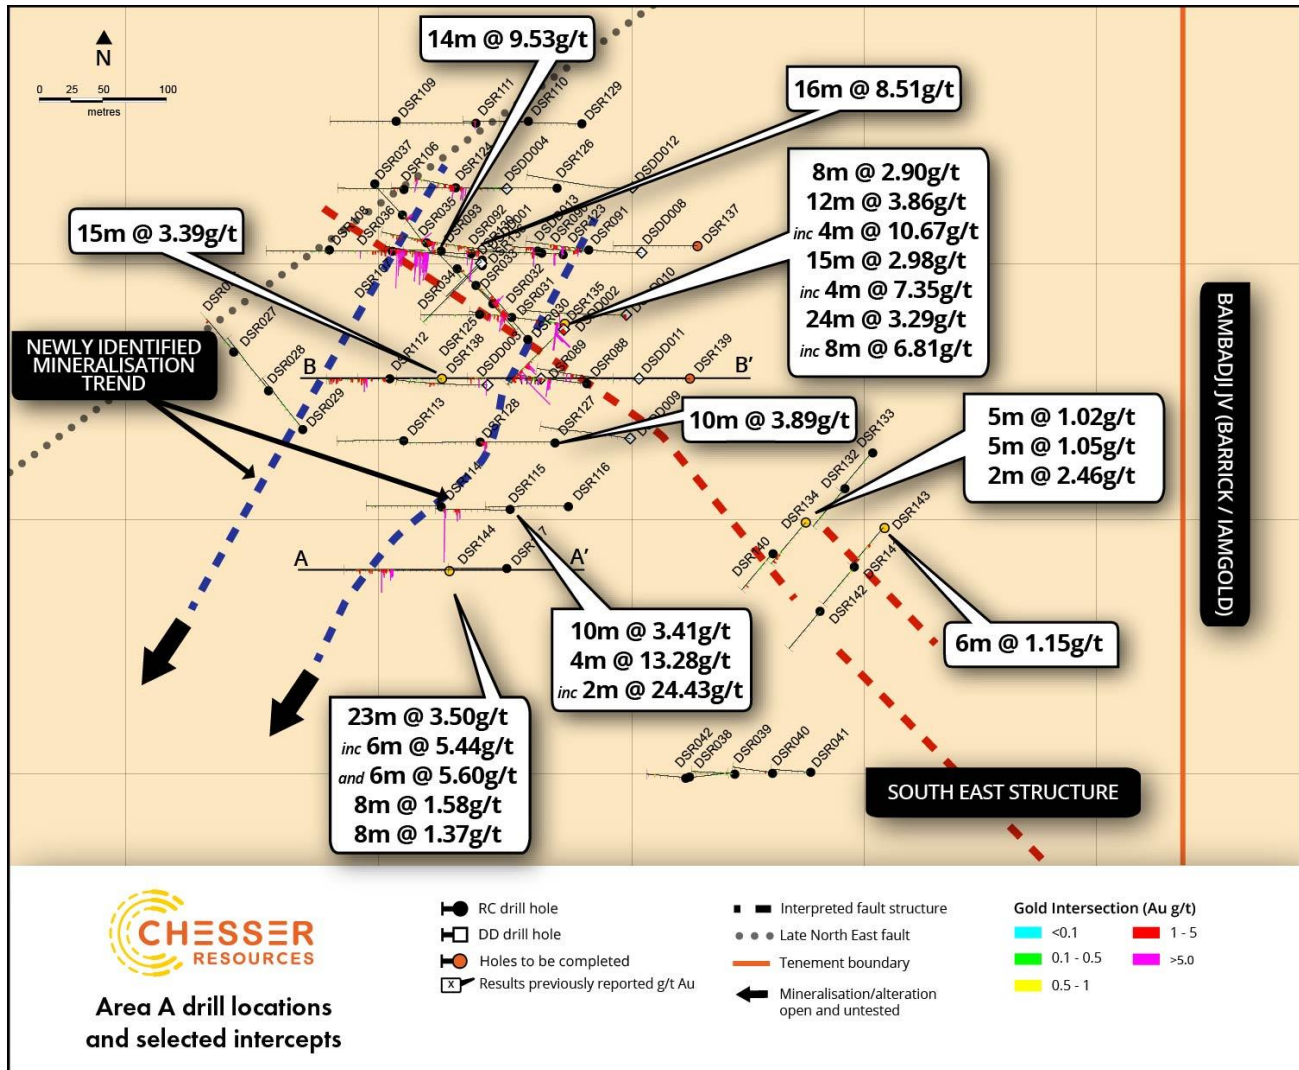 14m @ 9.53g/t
N
0 25 50 100
metres
16m @ 8.51g/t
DSR109
DSR111
DSR110
DSR129
DSR037
DSR106
DSR124
DSDD004
DSR126
DSDD012
8m @ 2.90g/t
12m @ 3.86g/t
inc 4m @ 10.67g/t
15m @ 2.98g/t
inc 4m @ 7.35g/t
24m @ 3.29g/t
inc 8m @ 6.81g/t
15m @ 3.39g/t
DSR036
DSR035
DSR093
DSR092
DSR123
DSR091
DSDD008
DSR137
DSR034
DSR033
DSR032
DSR031
DSR030
DSR135
DSDD002
DSR125
DSR027
DSR028
DSR029
NEWLY IDENTIFIED
MINERALISATION
TREND
B
DSR112
DSR138
DSR089
DSR088
DSDD011
DSR139
B'
DSR113
DSR128
DSR127
DSDD009
10m @ 3.89g/t
5m @ 1.02g/t
5m @ 1.05g/t
2m @ 2.46g/t
BAMBADJI JV (BARRICK / IAMGOLD)
DSR114
DSR115
DSR116
DSR134
DSR132
DSR133
DSR143
A
DSR144
A'
DSR142
10m @ 3.41g/t
4m @ 13.28g/t
inc 2m @ 24.43g/t
6m @ 1.15g/t
23m @ 3.50g/t
inc 6m @ 5.44g/t
and 6m @ 5.60g/t
8m @ 1.58g/t
8m @ 1.37g/t
DSR042
DSR038
DSR039
DSR040
DSR041
SOUTH EAST STRUCTURE
CHESSER
RESOURCES
Area A drill locations
and selected intercepts
RC drill hole
DD drill hole
Holes to be completed
X Results previously reported g/t Au
Interpreted fault structure
Late North East fault
Tenement boundary
Mineralisation/alteration
open and untested
Gold Intersection (Au g/t)
<0.1
0.1 - 0.5
0.5 - 1
1 - 5
>5.0